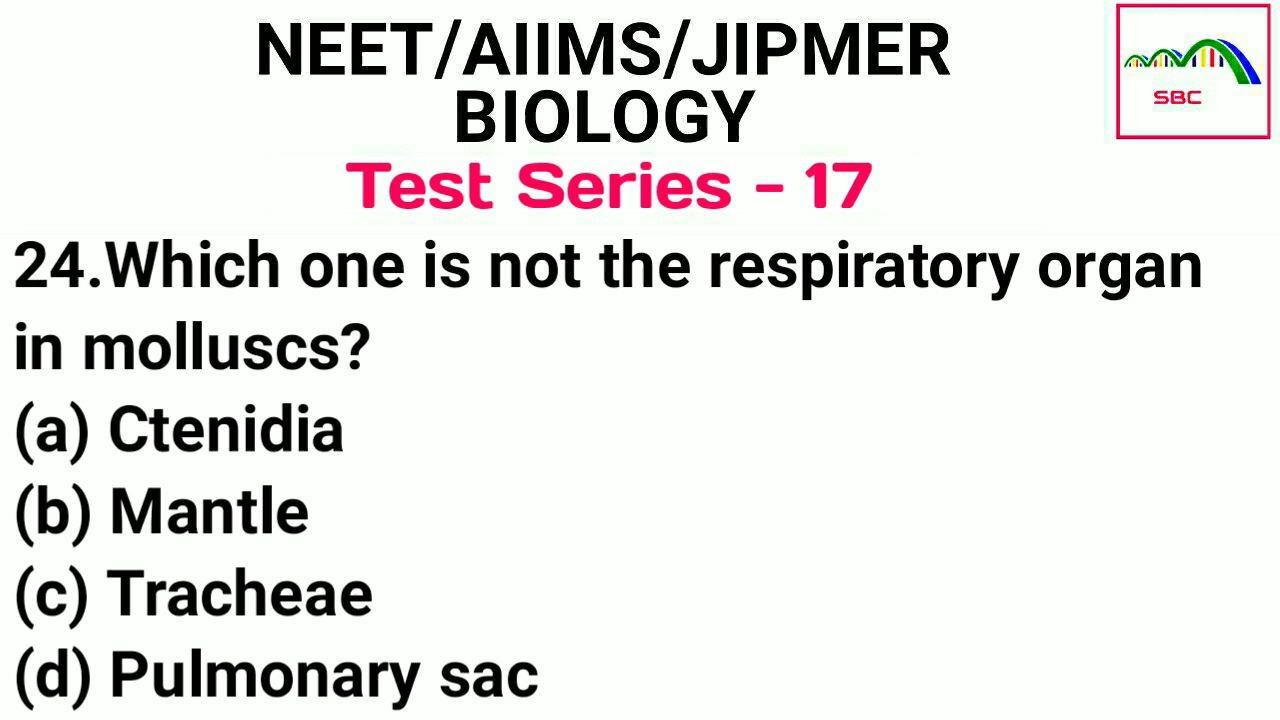 NEET/AIIMS/JIPMER
BIOLOGY
SBC
Test Series - 17
24.Which one is not the respiratory organ
in molluscs?
(a) Ctenidia
(b) Mantle
(c) Tracheae
(d) Pulmonary sac